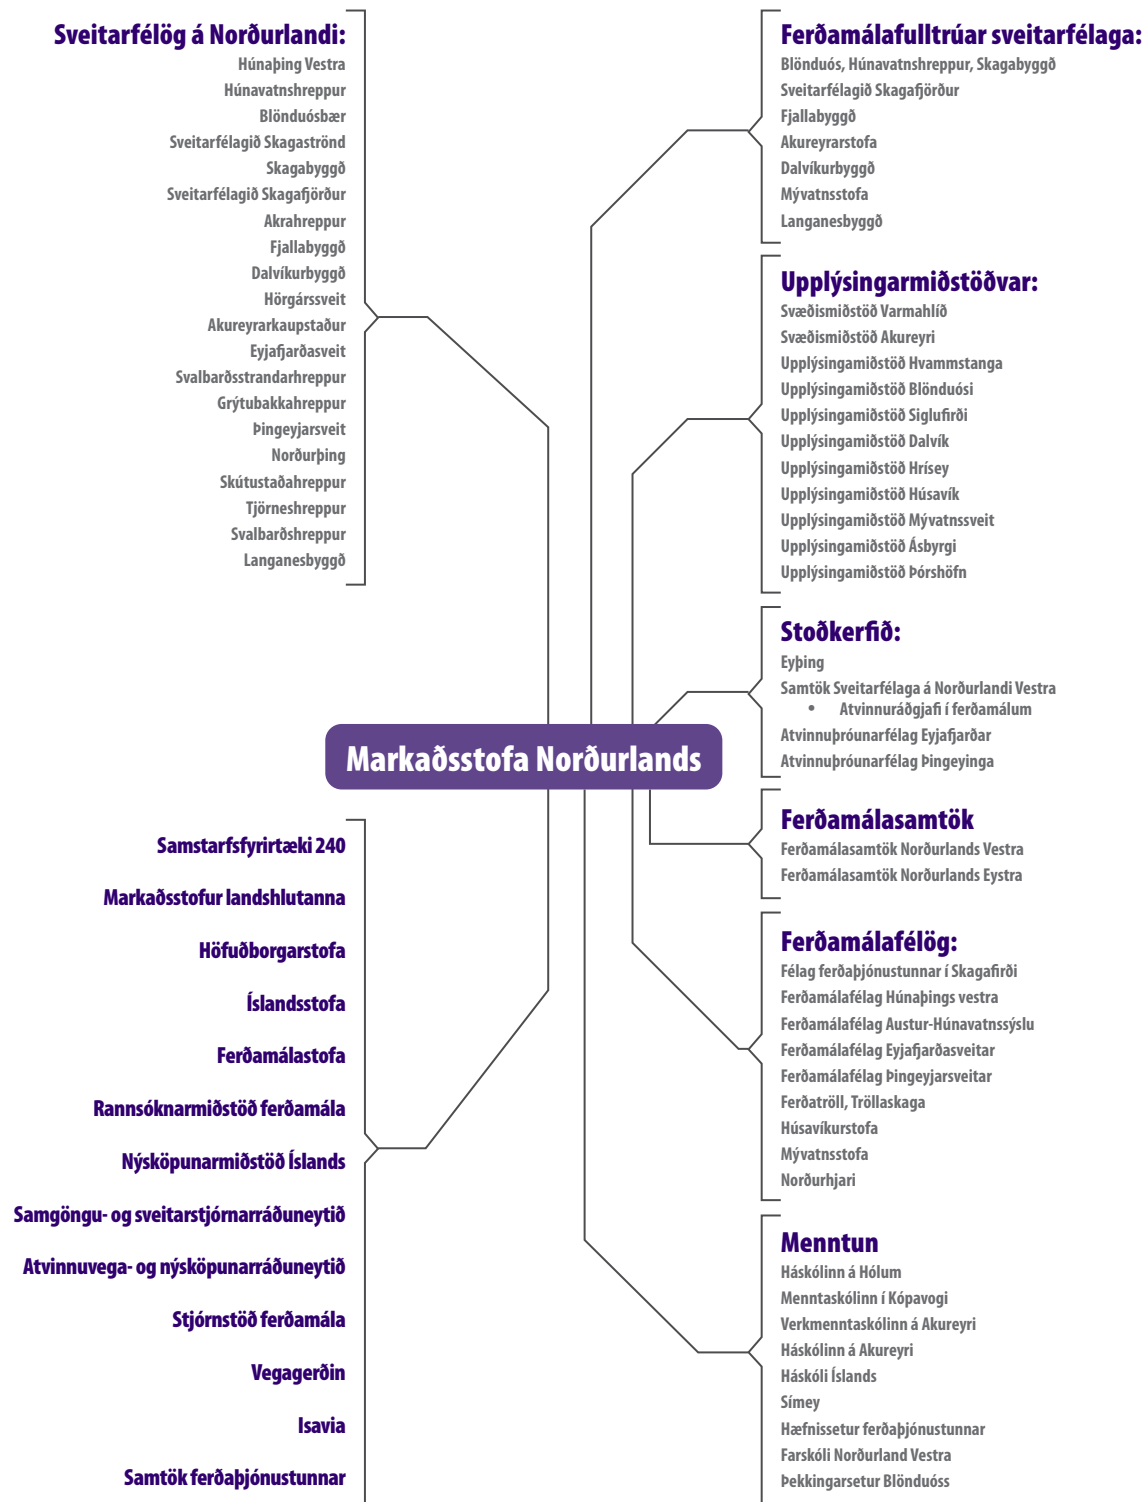 Sveitarfélög á Norðurlandi:
Húnaþing Vestra
Húnavatnshreppur
Blönduósbær
Sveitarfélagið Skagaströnd
Skagabyggð
Sveitarfélagið Skagafjörður
Akrahreppur
Fjallabyggð
Dalvíkurbyggð
Hörgárssveit
Akureyrarkaupstaður
Eyjafjarðasveit
Svalbarðsstrandarhreppur
Grýtubakkahreppur
Þingeyjarsveit
Norðurþing
Skútustaðahreppur
Tjörneshreppur
Svalbarðshreppur
Langanesbyggð
Ferðamálafulltrúar sveitarfélaga:
Blönduós, Húnavatnshreppur, Skagabyggð
Sveitarfélagið Skagafjörður
Fjallabyggð
Akureyrarstofa
Dalvíkurbyggð
Mývatnsstofa
Langanesbyggð
Upplýsingarmiðstöðvar:
Svæðismiðstöð Varmahlíð
Svæðismiðstöð Akureyri
Upplýsingamiðstöð Hvammstanga
Upplýsingamiðstöð Blönduósi
Upplýsingamiðstöð Siglufirði
Upplýsingamiðstöð Dalvík
Upplýsingamiðstöð Hrísey
Upplýsingamiðstöð Húsavík
Upplýsingamiðstöð Mývatnssveit
Upplýsingamiðstöð Ásbyrgi
Upplýsingamiðstöð Þórshöfn
Stoðkerfið:
Eyþing
Samtök Sveitarfélaga á Norðurlandi Vestra
• Atvinnuráðgjafi í ferðamálum
Atvinnuþróunarfélag Eyjafjarðar
Atvinnuþróunarfélag Þingeyinga
Markaðsstofa Norðurlands
Ferðamálasamtök
Ferðamálasamtök Norðurlands Vestra
Ferðamálasamtök Norðurlands Eystra
Ferðamálafélög:
Félag ferðaþjónustunnar í Skagafirði
Ferðamálafélag Húnaþings vestra
Ferðamálafélag Austur-Húnavatnssýslu
Ferðamálafélag Eyjafjarðasveitar
Ferðamálafélag Þingeyjarsveitar
Ferðatröll, Tröllaskaga
Húsavíkurstofa
Mývatnsstofa
Norðurhjari
Menntun
Háskólinn á Hólum
Menntaskólinn í Kópavogi
Verkmenntaskólinn á Akureyri
Háskólinn á Akureyri
Háskóli Íslands
Símey
Hæfnissetur ferðaþjónustunnar
Farskóli Norðurland Vestra
Þekkingarsetur Blönduóss
Samstarfsfyrirtæki 240
Markaðsstofur landshlutanna
Höfuðborgarstofa
Íslandsstofa
Ferðamálastofa
Rannsóknarmiðstöð ferðamála
Nýsköpunarmiðstöð Íslands
Samgöngu- og sveitarstjórnarráðuneytið
Atvinnuvega- og nýsköpunarráðuneytið
Stjórnstöð ferðamála
Vegagerðin
Isavia
Samtök ferðaþjónustunnar